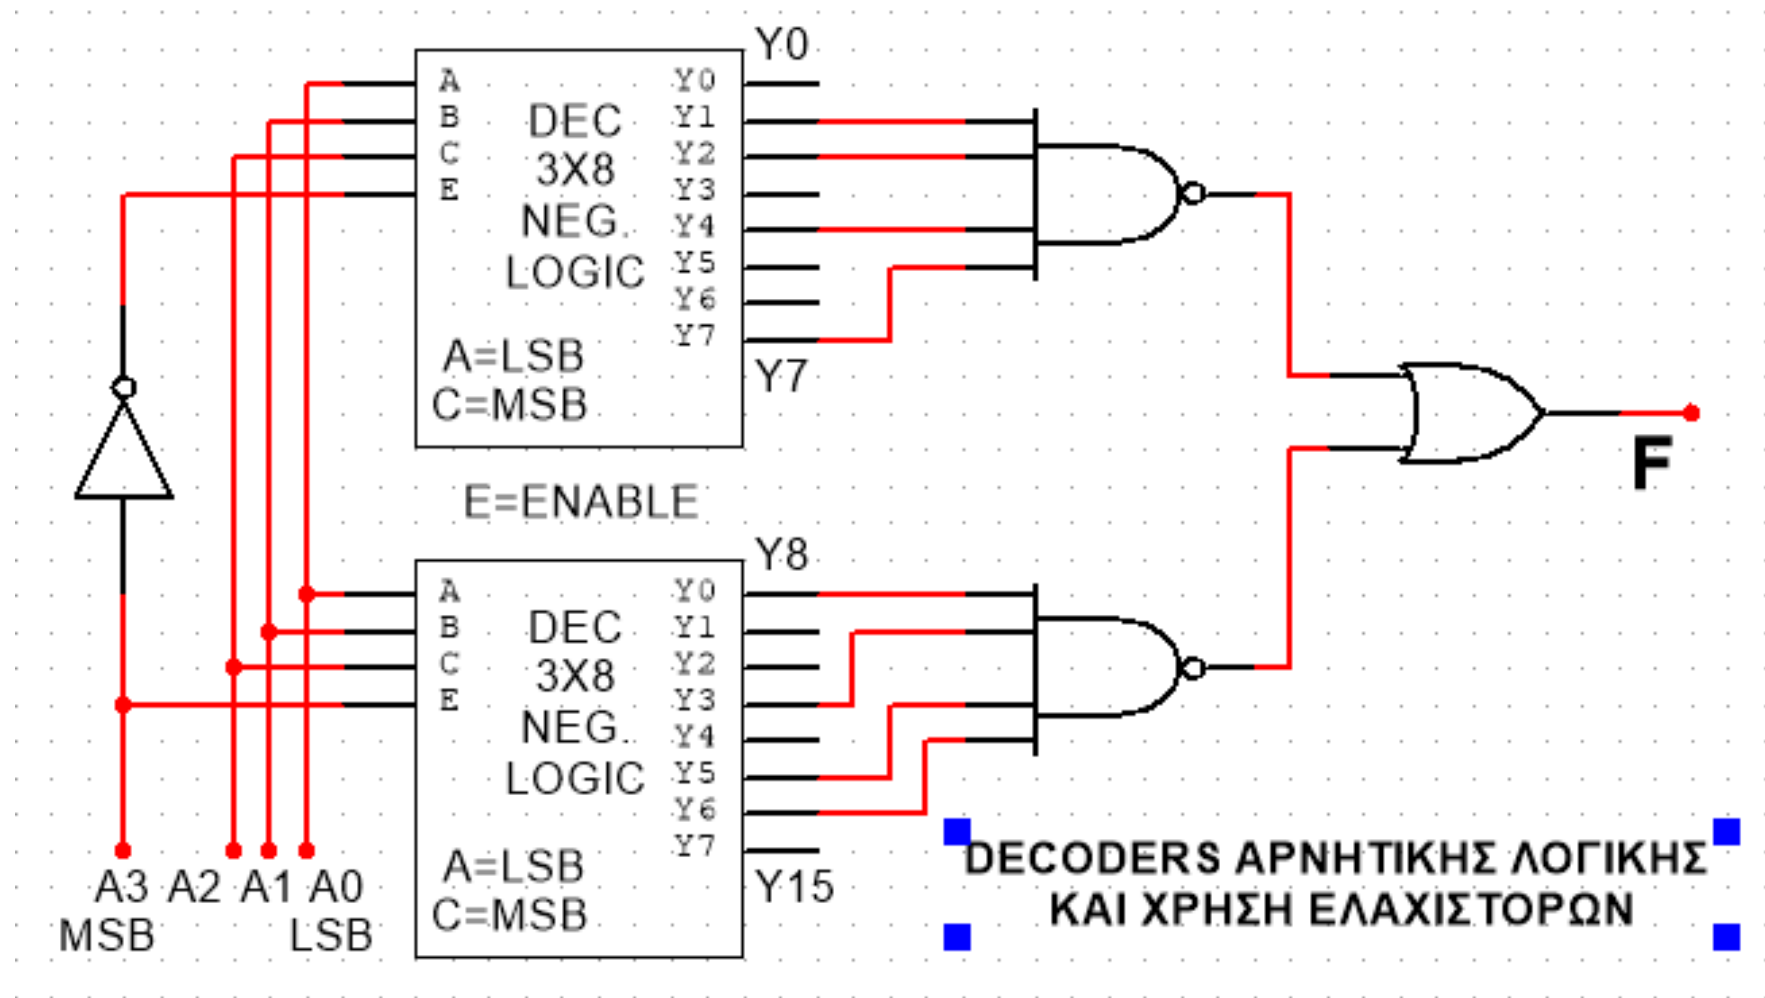 Y0
A
B
C
E
DEC
3X8
NEG.
LOGIC
A=LSB
C=MSB
Y0
Y1
Y2
Y3
Y4
Y5
Y6
Y7
Y7
E=ENABLE
Y8
A
B
C
E
DEC
3X8
NEG.
LOGIC
A=LSB
C=MSB
Y0
Y1
Y2
Y3
Y4
Y5
Y6
Y7
Y15
F
A3 A2 A1 A0
MSB LSB
DECODERS ΑΡΝΗΤΙΚΗΣ ΛΟΓΙΚΗΣ
ΚΑΙ ΧΡΗΣΗ ΕΛΑΧΙΣΤΟΡΩΝ